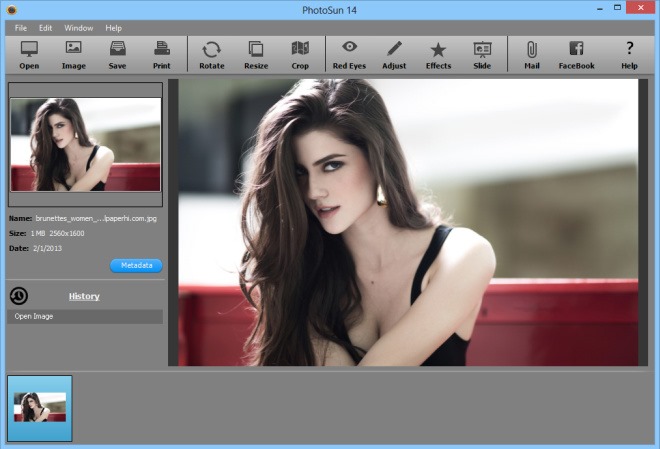 PhotoSun 14
File Edit Window Help
Open Image Save Print Rotate Resize Crop Red Eyes Adjust Effects Slide Mail FaceBook Help
Name: brunettes_women_...lpaperhi.com.jpg
Size: 1 MB 2560x1600
Date: 2/1/2013
Metadata
History
Open Image